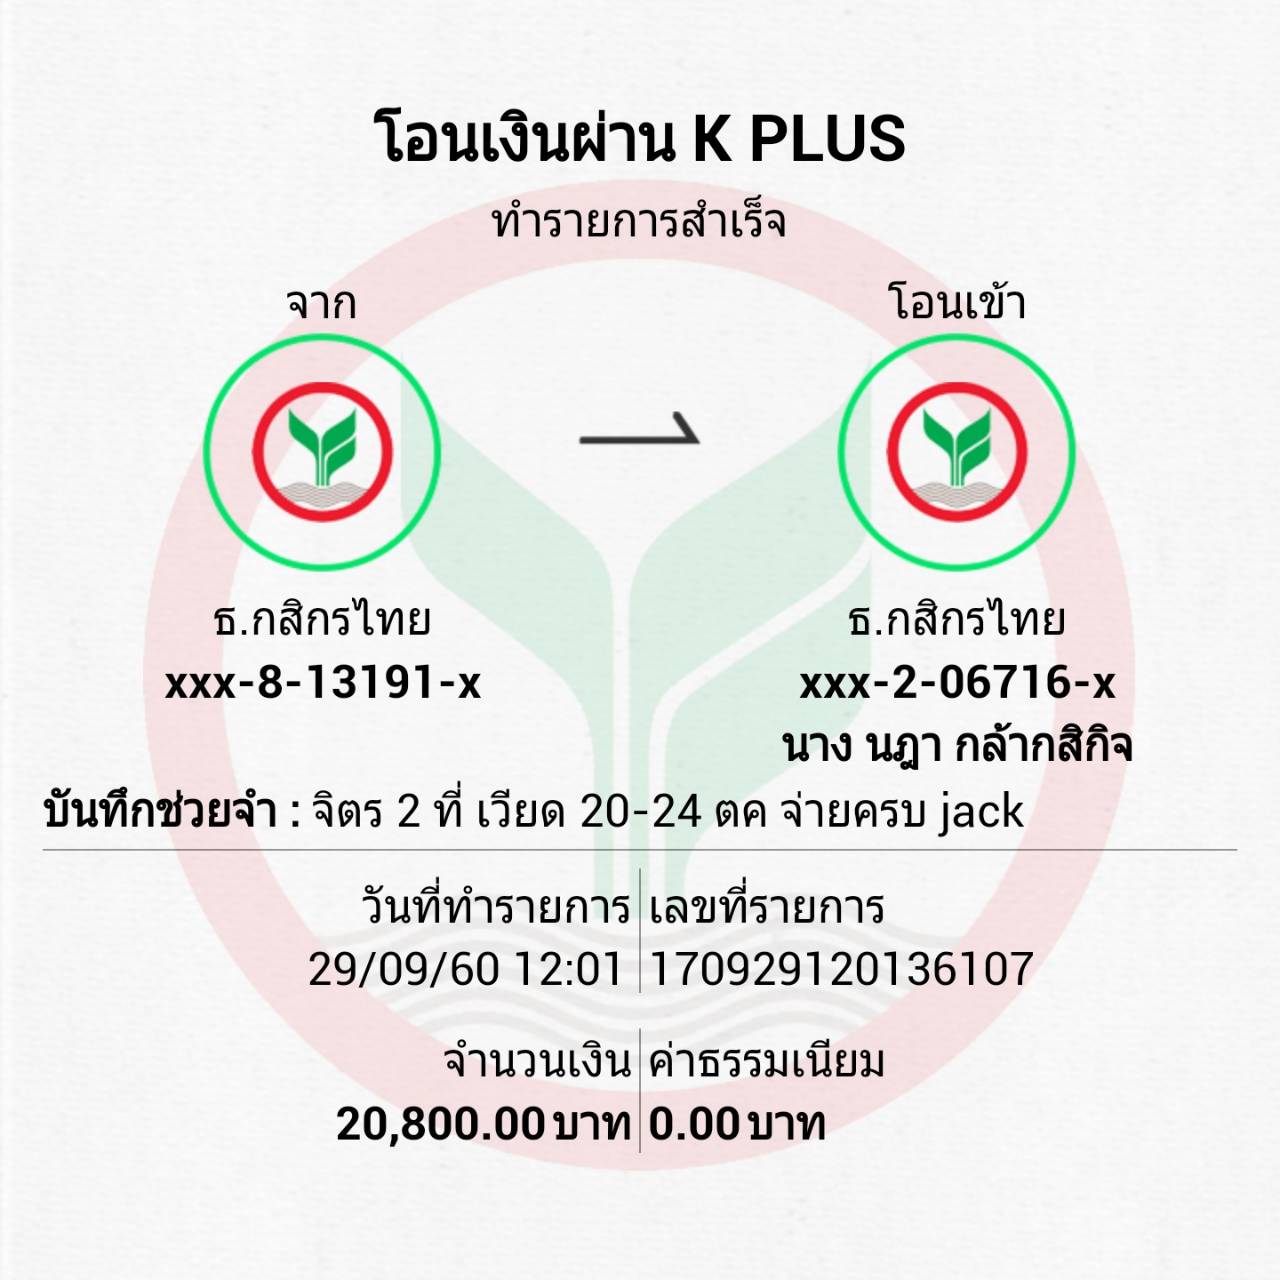 โอนเงินผ่าน K PLUS
ทำรายการสำเร็จ
จาก
โอนเข้า
ธ.กสิกรไทย
xxx-8-13191-x
ธ.กสิกรไทย
xxx-2-06716-x
นาง นฎา กล้ากสิกิจ
บันทึกช่วยจำ : จิตร 2 ที่ เวียด 20-24 ตค จ่ายครบ jack
วันที่ทำรายการ
29/09/60 12:01
เลขที่รายการ
170929120136107
จำนวนเงิน
20,800.00 บาท
ค่าธรรมเนียม
0.00 บาท